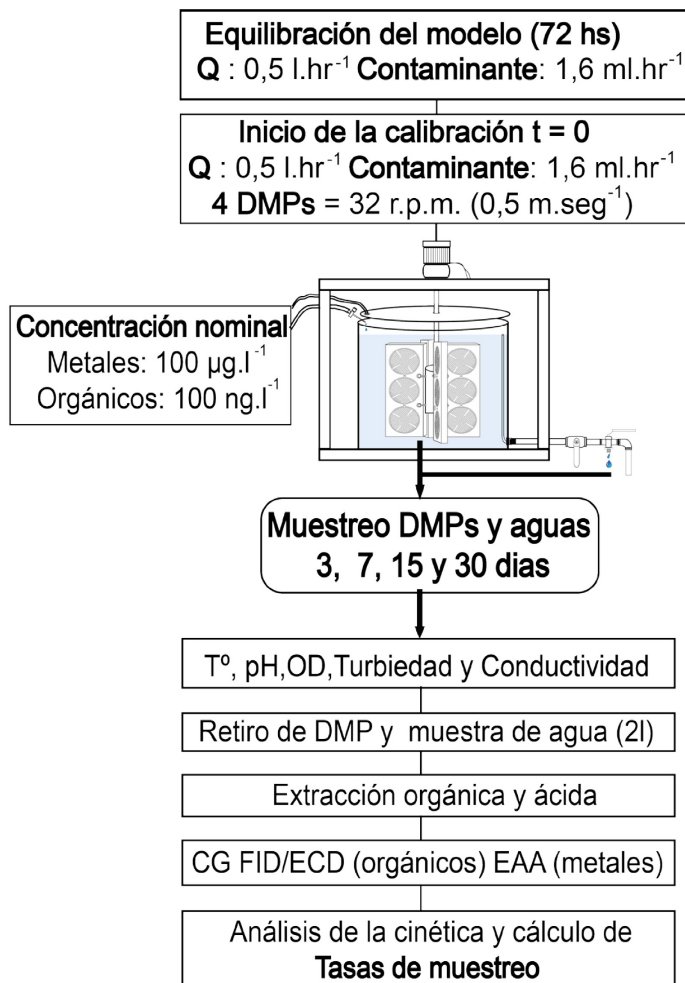 Equilibración del modelo (72 hs)
Q : 0,5 l.hr⁻¹ Contaminante: 1,6 ml.hr⁻¹
Inicio de la calibración t = 0
Q : 0,5 l.hr⁻¹ Contaminante: 1,6 ml.hr⁻¹
4 DMPs = 32 r.p.m. (0,5 m.seg⁻¹)
Concentración nominal
Metales: 100 µg.l⁻¹
Orgánicos: 100 ng.l⁻¹
Muestreo DMPs y aguas
3, 7, 15 y 30 dias
Tº, pH,OD,Turbiedad y Conductividad
Retiro de DMP y muestra de agua (2l)
Extracción orgánica y ácida
CG FID/ECD (orgánicos) EAA (metales)
Análisis de la cinética y cálculo de
Tasas de muestreo